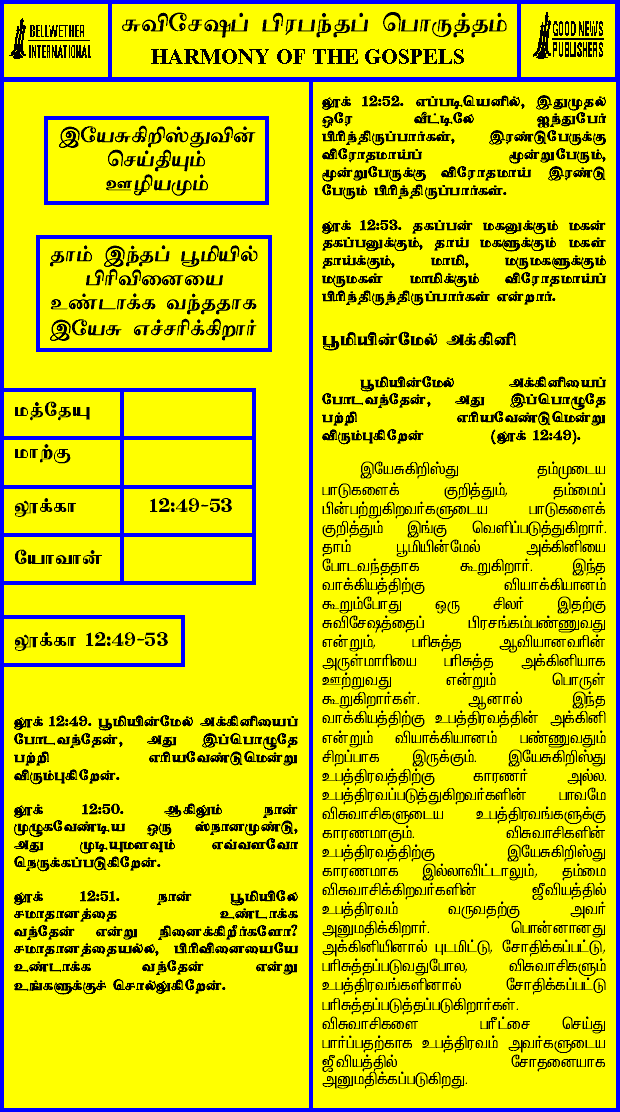 BELLWETHER
INTERNATIONAL
சுவிசேஷப் பிரபந்தப் பொருத்தம்
HARMONY OF THE GOSPELS
GOOD NEWS
PUBLISHERS
இயேசுகிறிஸ்துவின்
செய்தியும்
ஊழியமும்
தாம் இந்தப் பூமியில்
பிரிவினையை
உண்டாக்க வந்ததாக
இயேசு எச்சரிக்கிறார்
மத்தேயு
மாற்கு
லூக்கா 12:49-53
யோவான்
லூக்கா 12:49-53
லூக் 12:49. பூமியின்மேல் அக்கினியைப்
போடவந்தேன், அது இப்பொழுதே
பற்றி எரியவேண்டுமென்று
விரும்புகிறேன்.
லூக் 12:50. ஆகிலும் நான்
முழுகவேண்டிய ஒரு ஸ்நானமுண்டு,
அது முடியுமளவும் எவ்வளவோ
நெருக்கப்படுகிறேன்.
லூக் 12:51. நான் பூமியிலே
சமாதானத்தை உண்டாக்க
வந்தேன் என்று நினைக்கிறீர்களோ?
சமாதானத்தையல்ல, பிரிவினையையே
உண்டாக்க வந்தேன் என்று
உங்களுக்குச் சொல்லுகிறேன்.
லூக் 12:52. எப்படியெனில், இதுமுதல்
ஒரே வீட்டிலே ஐந்துபேர்
பிரிந்திருப்பார்கள், இரண்டுபேருக்கு
விரோதமாய்ப் மூன்றுபேரும்,
மூன்றுபேருக்கு விரோதமாய் இரண்டு
பேரும் பிரிந்திருப்பார்கள்.
லூக் 12:53. தகப்பன் மகனுக்கும் மகன்
தகப்பனுக்கும், தாய் மகளுக்கும் மகள்
தாய்க்கும், மாமி, மருமகளுக்கும்
மருமகள் மாமிக்கும் விரோதமாய்ப்
பிரிந்திருந்திருப்பார்கள் என்றார்.
பூமியின்மேல் அக்கினி
பூமியின்மேல் அக்கினியைப்
போடவந்தேன், அது இப்பொழுதே
பற்றி எரியவேண்டுமென்று
விரும்புகிறேன் (லூக் 12:49).
இயேசுகிறிஸ்து தம்முடைய
பாடுகளைக் குறித்தும், தம்மைப்
பின்பற்றுகிறவர்களுடைய பாடுகளைக்
குறித்தும் இங்கு வெளிப்படுத்துகிறார்.
தாம் பூமியின்மேல் அக்கினியை
போடவந்ததாக கூறுகிறார். இந்த
வாக்கியத்திற்கு வியாக்கியானம்
கூறும்போது ஒரு சிலர் இதற்கு
சுவிசேஷத்தைப் பிரசங்கம்பண்ணுவது
என்றும், பரிசுத்த ஆவியானவரின்
அருள்மாரியை பரிசுத்த அக்கினியாக
ஊற்றுவது என்றும் பொருள்
கூறுகிறார்கள். ஆனால் இந்த
வாக்கியத்திற்கு உபத்திரவத்தின் அக்கினி
என்றும் வியாக்கியானம் பண்ணுவதும்
சிறப்பாக இருக்கும். இயேசுகிறிஸ்து
உபத்திரவத்திற்கு காரணர் அல்ல.
உபத்திரவப்படுத்துகிறவர்களின் பாவமே
விசுவாசிகளுடைய உபத்திரவங்களுக்கு
காரணமாகும். விசுவாசிகளின்
உபத்திரவத்திற்கு இயேசுகிறிஸ்து
காரணமாக இல்லாவிட்டாலும், தம்மை
விசுவாசிக்கிறவர்களின் ஜீவியத்தில்
உபத்திரவம் வருவதற்கு அவர்
அனுமதிக்கிறார். பொன்னானது
அக்கினியினால் புடமிட்டு, சோதிக்கப்பட்டு,
பரிசுத்தப்படுவதுபோல, விசுவாசிகளும்
உபத்திரவங்களினால் சோதிக்கப்பட்டு
பரிசுத்தப்படுத்தப்படுகிறார்கள்.
விசுவாசிகளை பரீட்சை செய்து
பார்ப்பதற்காக உபத்திரவம் அவர்களுடைய
ஜீவியத்தில் சோதனையாக
அனுமதிக்கப்படுகிறது.